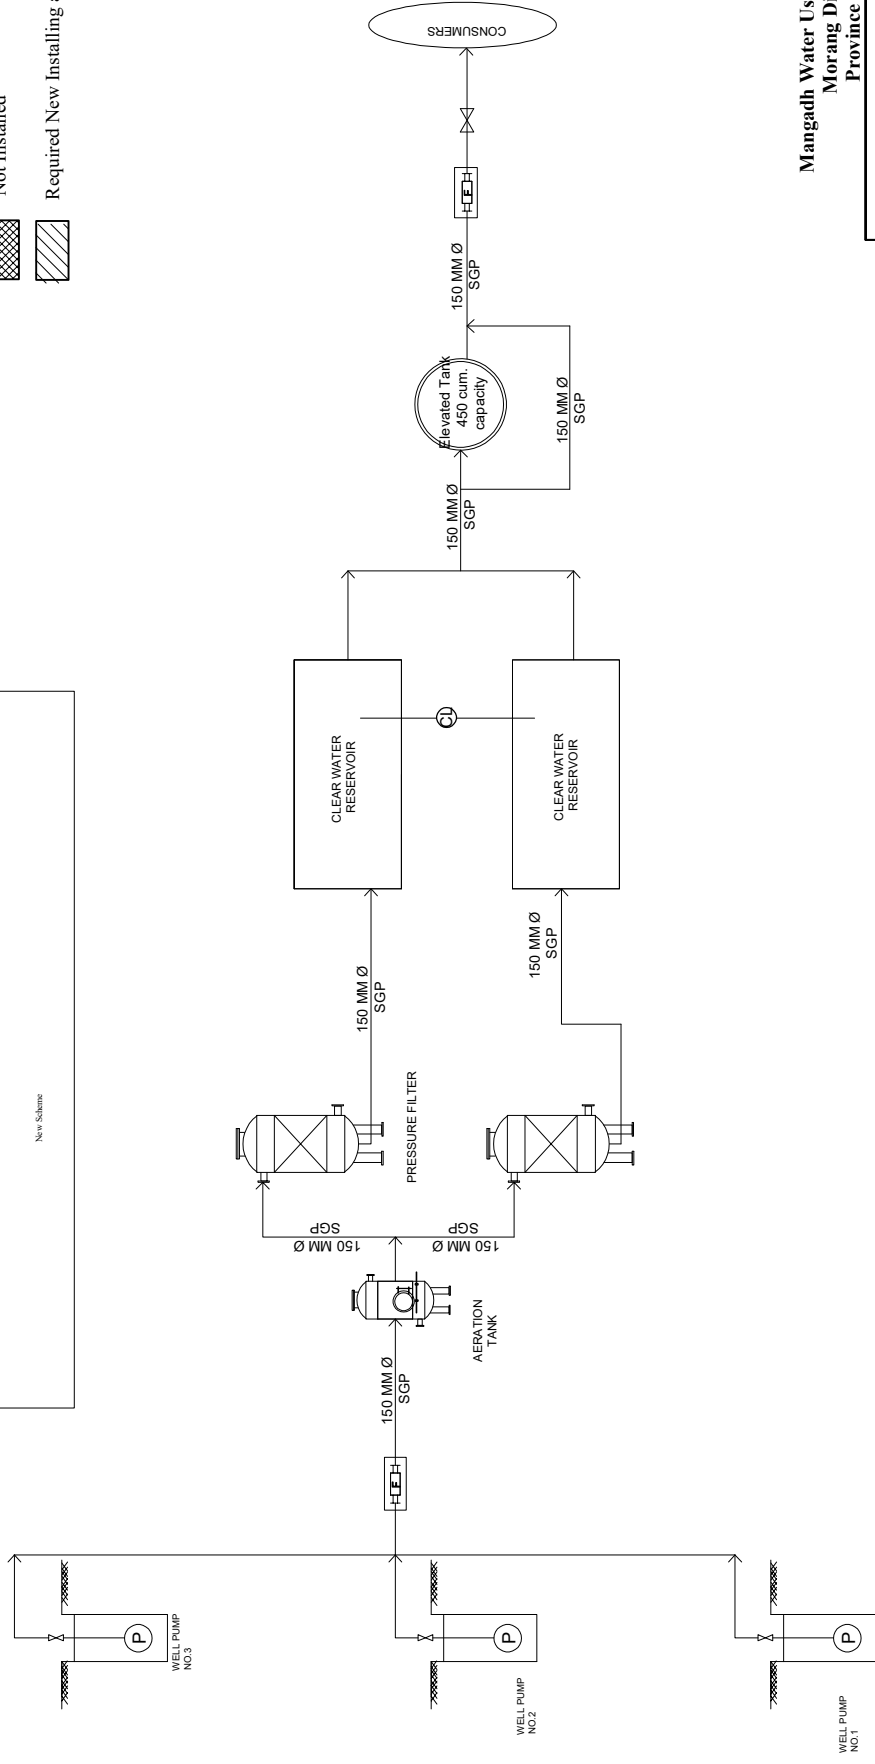 Not Installed
Required New Installing a
Mangadh Water Us
Morang Di
Province
New Scheme
WELL PUMP
NO.3
P
WELL PUMP
NO.2
P
WELL PUMP
NO.1
P
F
150 MM Ø
SGP
AERATION
TANK
150 MM Ø
SGP
150 MM Ø
SGP
PRESSURE FILTER
150 MM Ø
SGP
150 MM Ø
SGP
CLEAR WATER
RESERVOIR
CL
CLEAR WATER
RESERVOIR
150 MM Ø
SGP
Elevated Tank
450 cum.
capacity
150 MM Ø
SGP
150 MM Ø
SGP
F
CONSUMERS